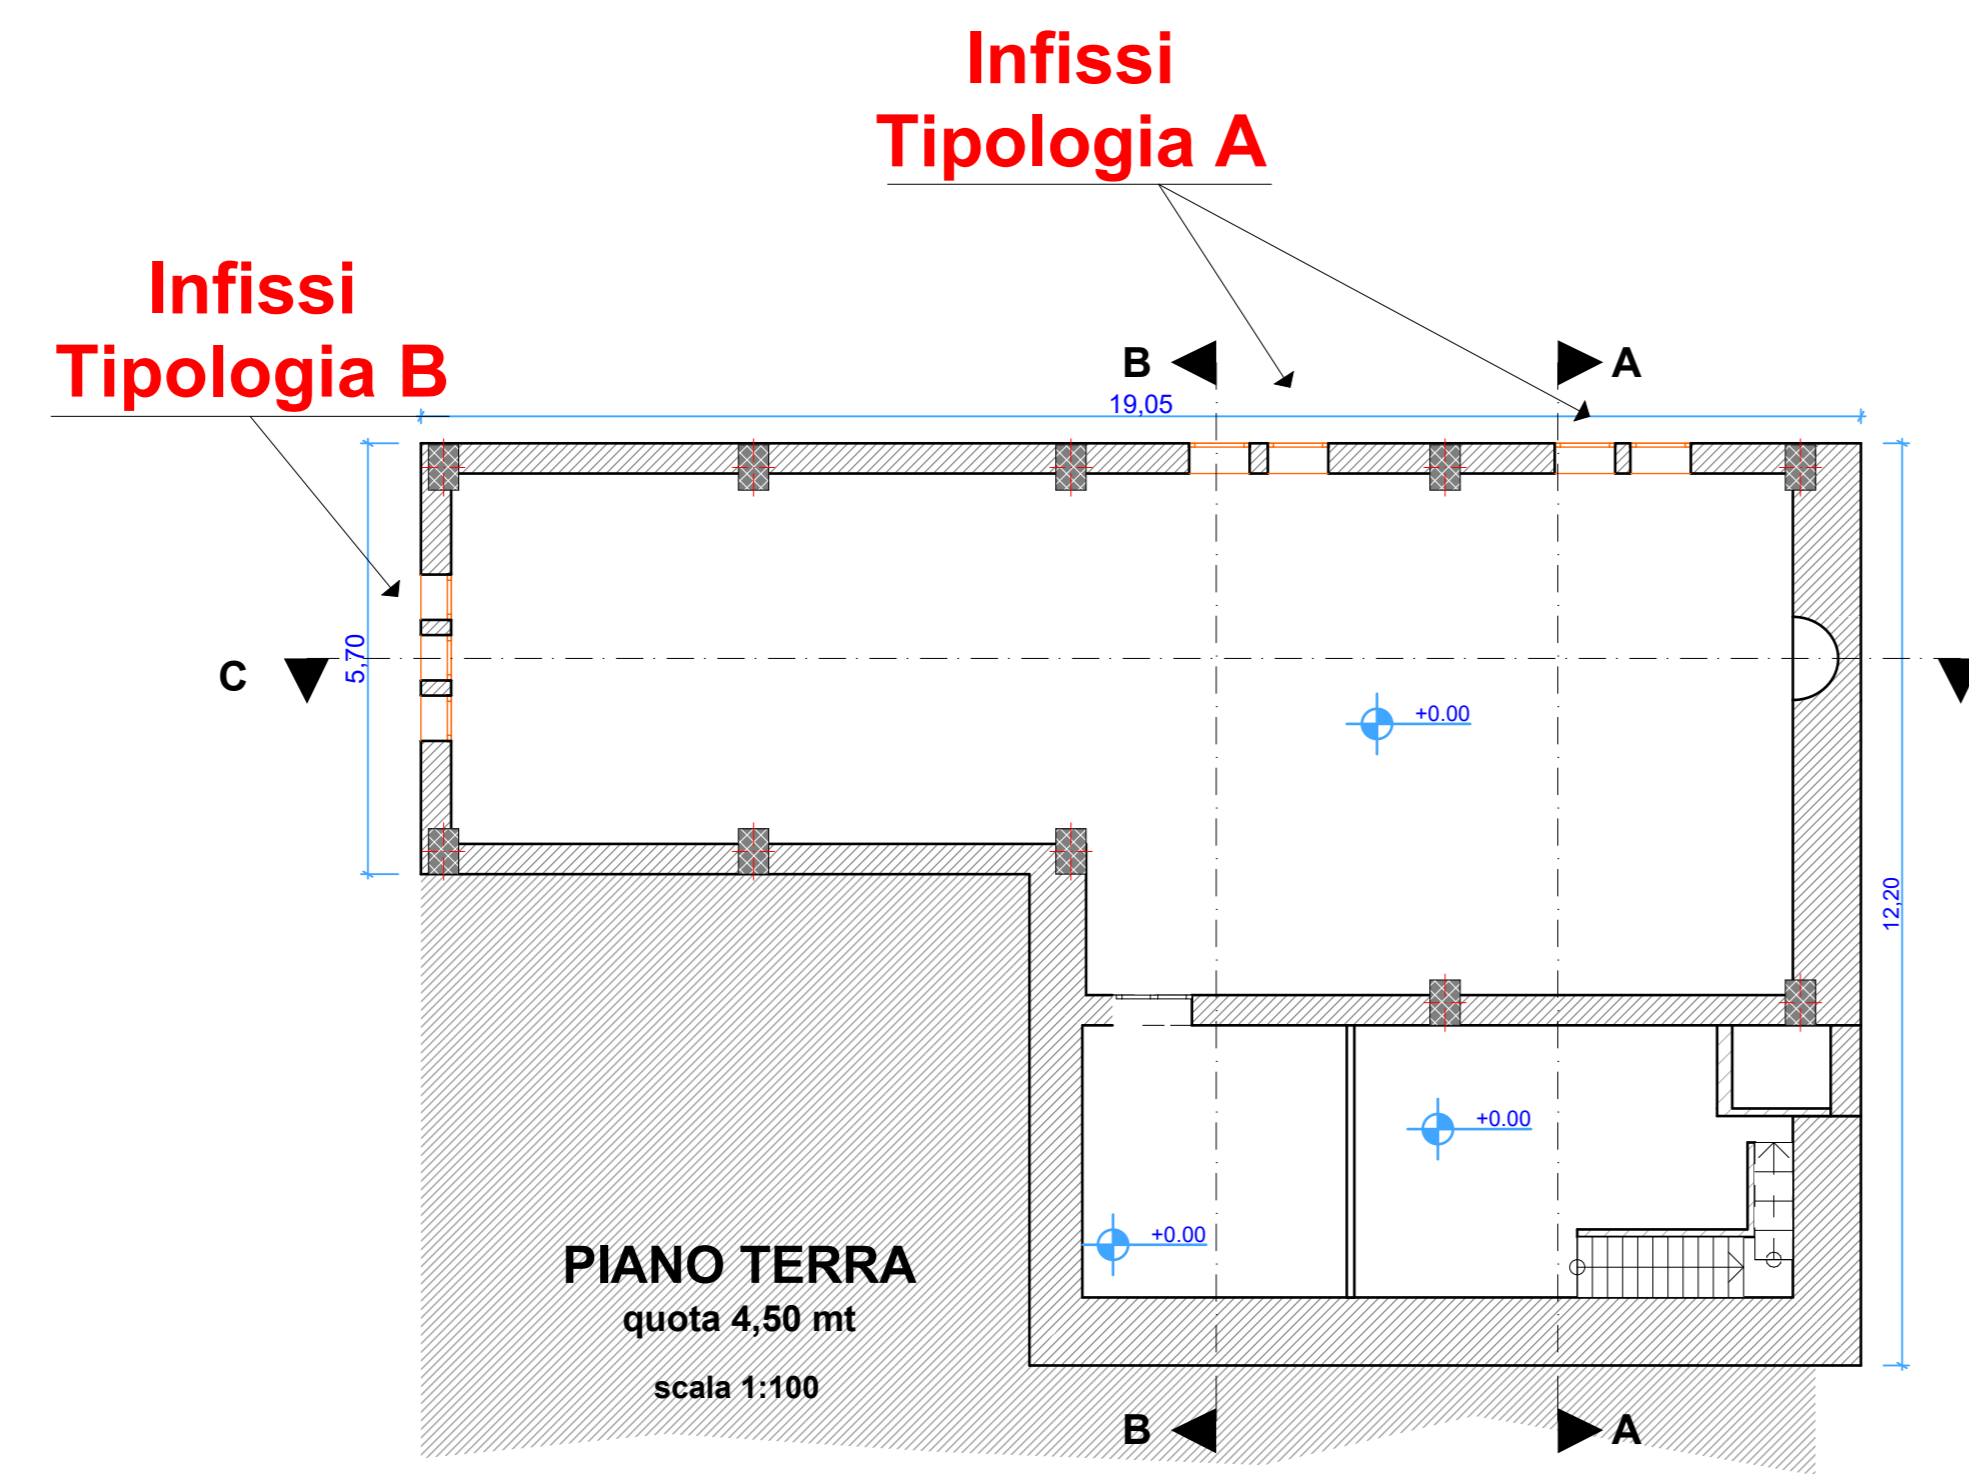 Infissi
Tipologia A
Infissi
Tipologia B
B
A
19,05
5,70
C
+0.00
12,20
+0.00
+0.00
PIANO TERRA
quota 4,50 mt
scala 1:100
B
A